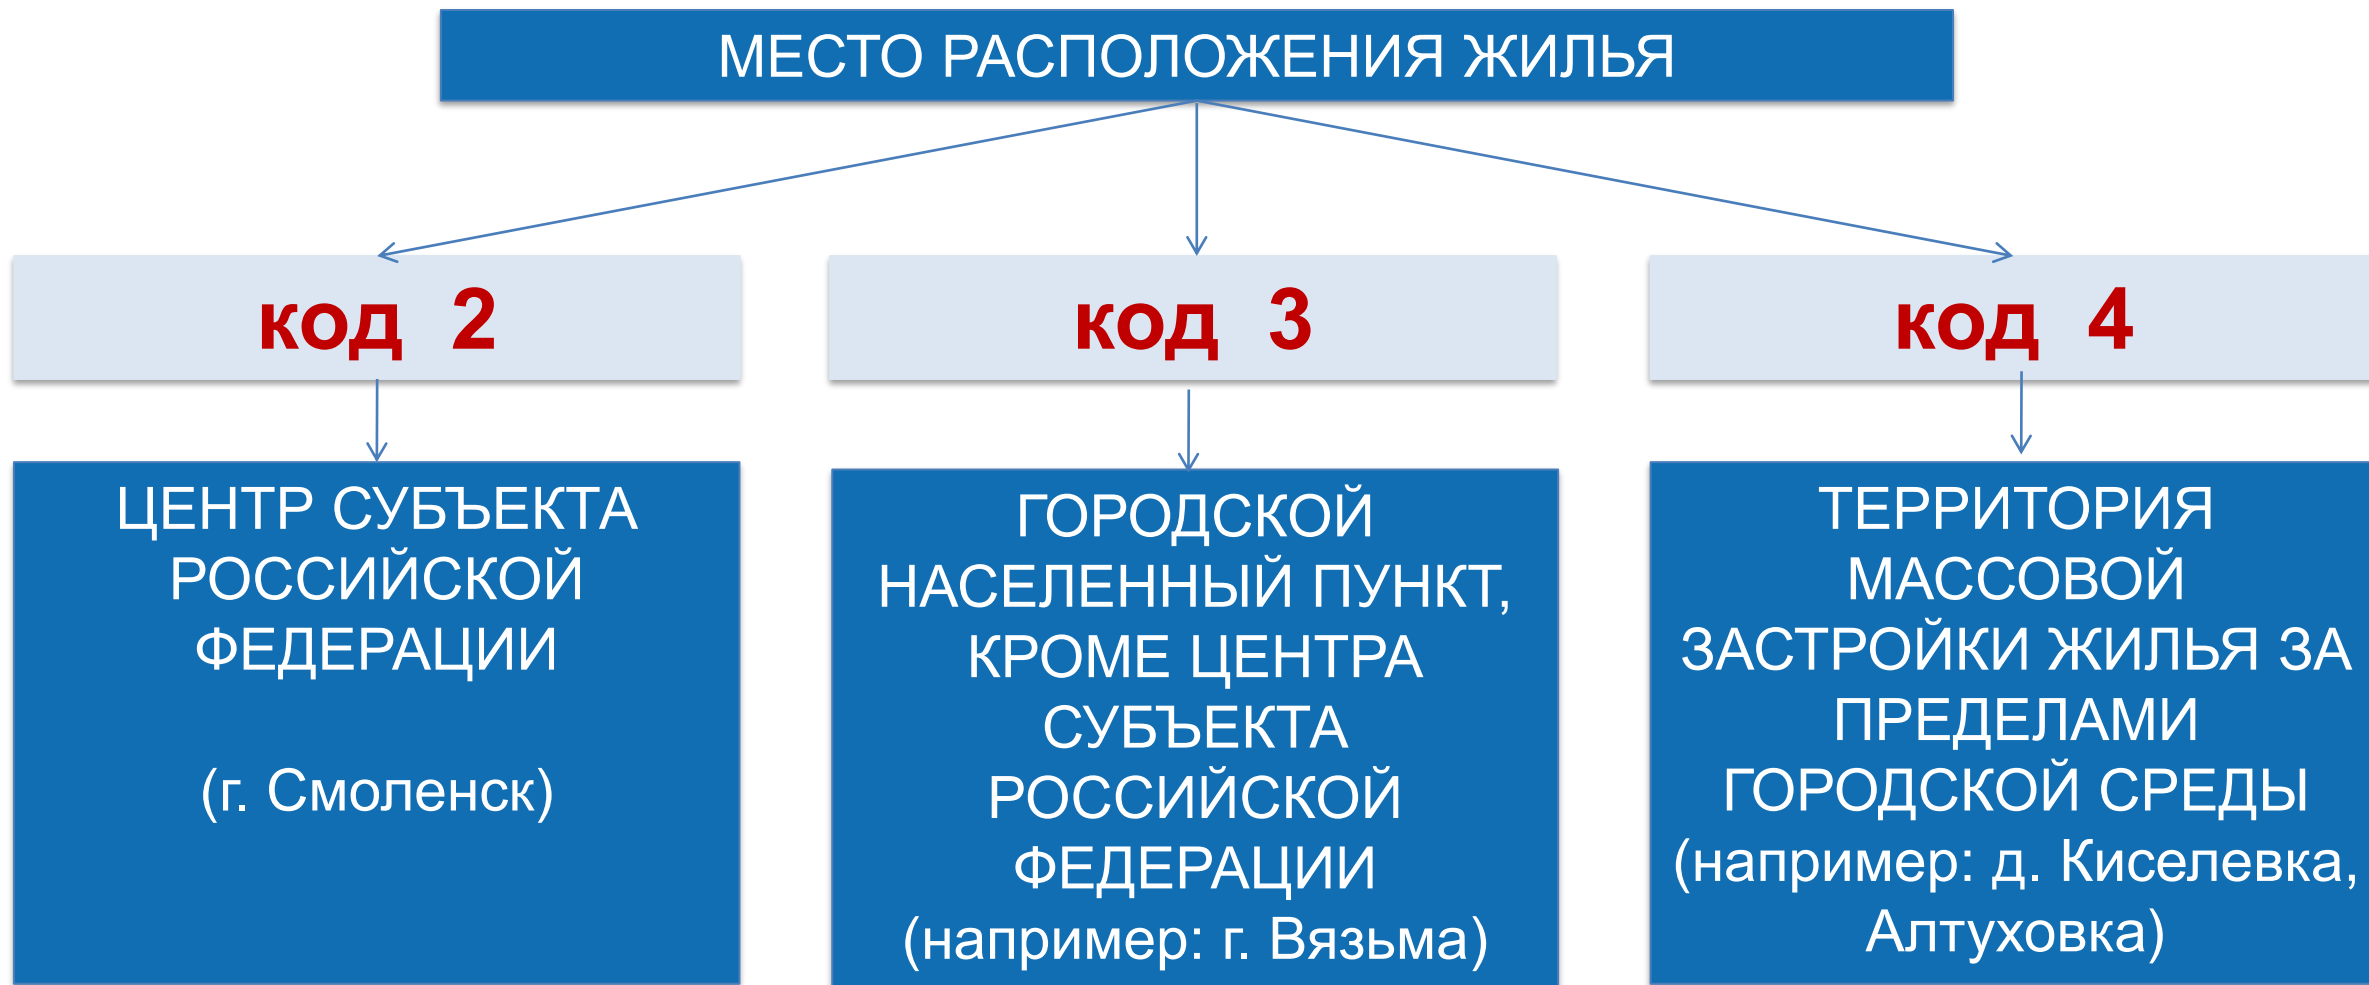 МЕСТО РАСПОЛОЖЕНИЯ ЖИЛЬЯ
код 2
код 3
код 4
ЦЕНТР СУБЪЕКТА
РОССИЙСКОЙ
ФЕДЕРАЦИИ
(г. Смоленск)
ГОРОДСКОЙ
НАСЕЛЕННЫЙ ПУНКТ,
КРОМЕ ЦЕНТРА
СУБЪЕКТА
РОССИЙСКОЙ
ФЕДЕРАЦИИ
(например: г. Вязьма)
ТЕРРИТОРИЯ
МАССОВОЙ
ЗАСТРОЙКИ ЖИЛЬЯ ЗА
ПРЕДЕЛАМИ
ГОРОДСКОЙ СРЕДЫ
(например: д. Киселевка,
Алтуховка)